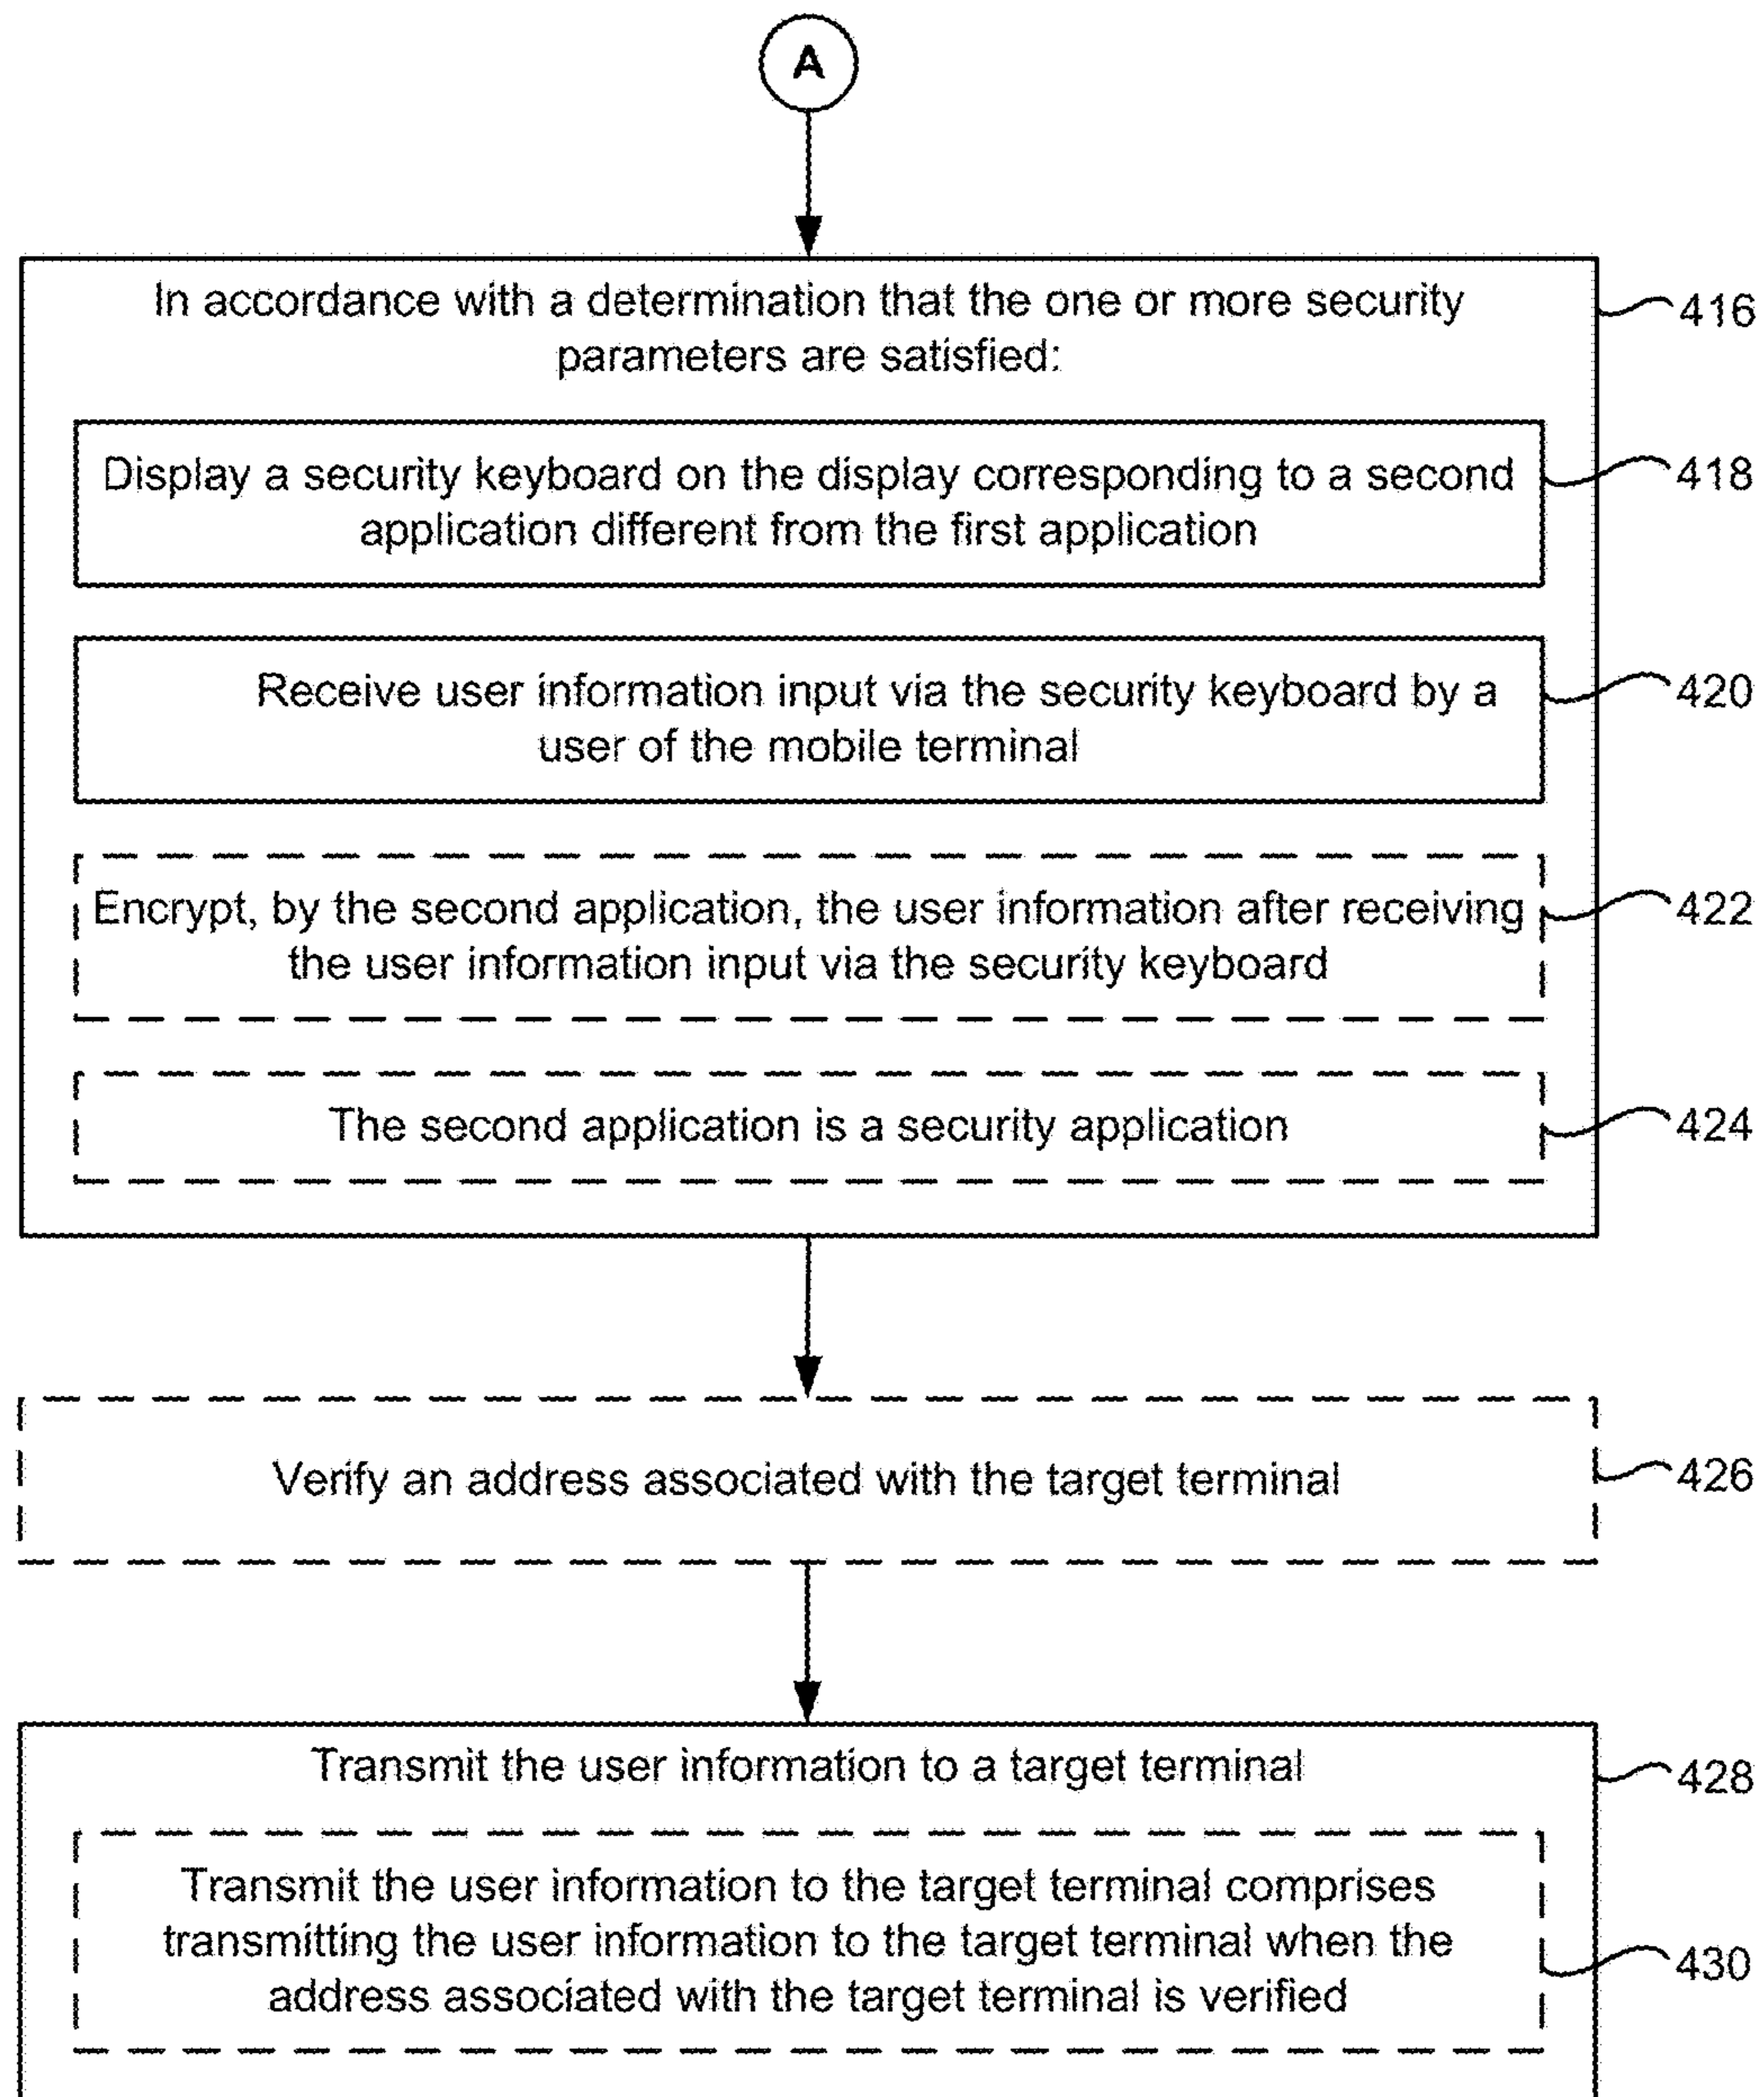 A
In accordance with a determination that the one or more security
parameters are satisfied:
416
Display a security keyboard on the display corresponding to a second
application different from the first application
418
Receive user information input via the security keyboard by a
user of the mobile terminal
420
Encrypt, by the second application, the user information after receiving
the user information input via the security keyboard
422
The second application is a security application
424
Verify an address associated with the target terminal
426
Transmit the user information to a target terminal
428
Transmit the user information to the target terminal comprises
transmitting the user information to the target terminal when the
address associated with the target terminal is verified
430